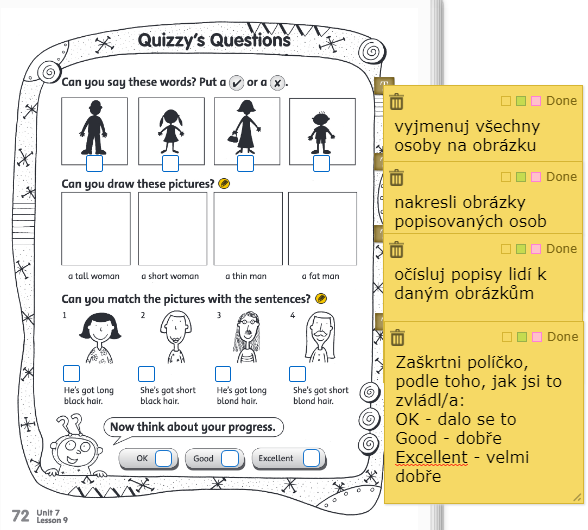 Quizzy's Questions
Can you say these words? Put a ✓ or a ✗.
Can you draw these pictures?
a tall woman
a short woman
a thin man
a fat man
Can you match the pictures with the sentences?
1
2
3
4
He's got long
black hair.
She's got short
black hair.
He's got long
blond hair.
She's got short
blond hair.
Now think about your progress.
OK
Good
Excellent
72
Unit 7
Lesson 9
Done
vyjmenuj všechny
osoby na obrázku
Done
nakresli obrázky
popisovaných osob
Done
očísluj popisy lidí k
daným obrázkům
Done
Zaškrtni políčko,
podle toho, jak jsi to
zvládl/a:
OK - dalo se to
Good - dobře
Excellent - velmi
dobře